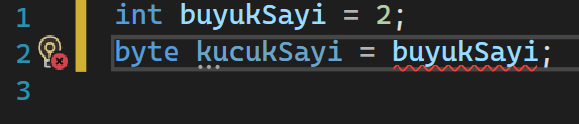 1 int buyukSayi = 2;
2 byte kucukSayi = buyukSayi;
3